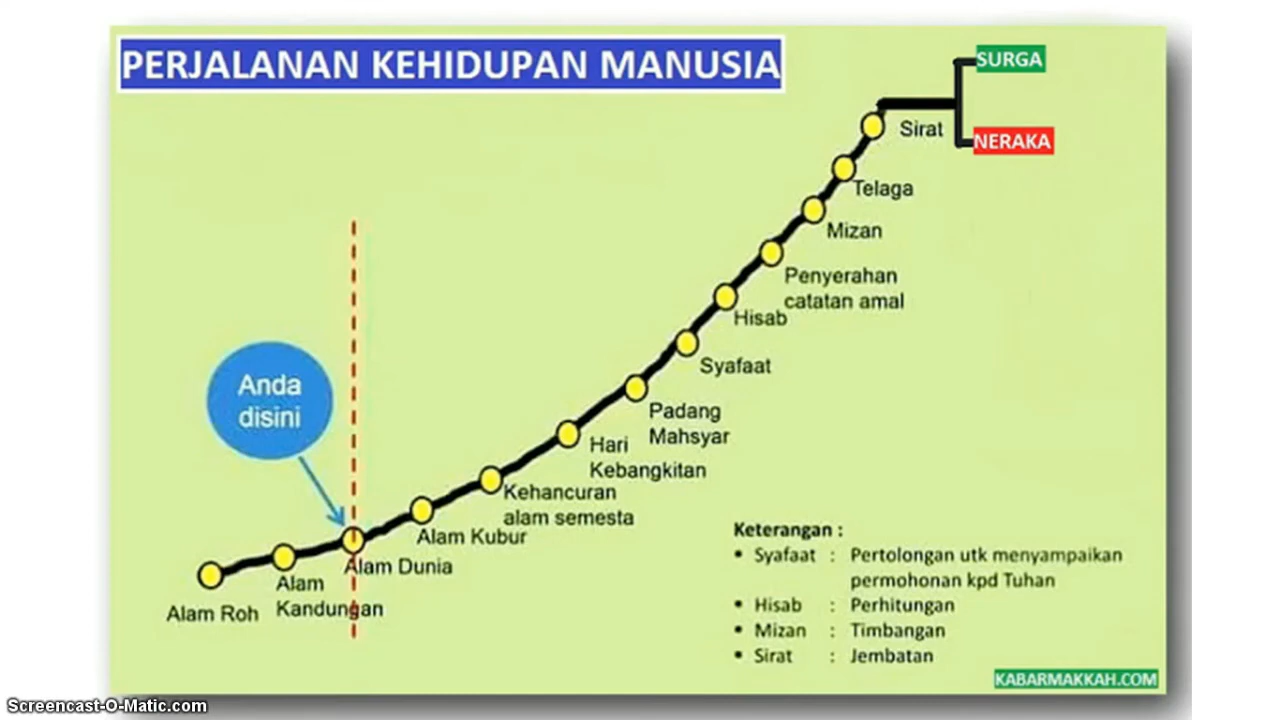 PERJALANAN KEHIDUPAN MANUSIA
SURGA
NERAKA
Sirat
Telaga
Mizan
Penyerahan
catatan amal
Hisab
Syafaat
Padang
Mahsyar
Hari
Kebangkitan
Kehancuran
alam semesta
Alam Kubur
Alam Dunia
Alam
Kandungan
Alam Roh
Anda
disini
Keterangan :
• Syafaat : Pertolongan utk menyampaikan
permohonan kpd Tuhan
• Hisab : Perhitungan
• Mizan : Timbangan
• Sirat : Jembatan
KABARMAKKAH.COM
Screencast-O-Matic.com